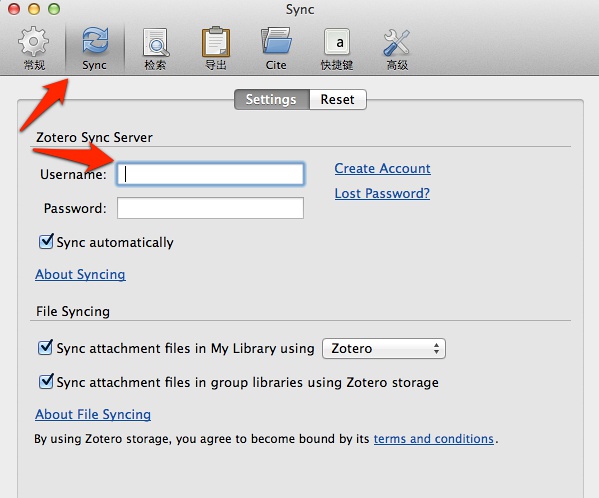 Sync
常规 Sync 检索 导出 Cite a 快捷键 高级
Settings Reset
Zotero Sync Server
Username: Create Account
Lost Password?
Password:
Sync automatically
About Syncing
File Syncing
Sync attachment files in My Library using Zotero
Sync attachment files in group libraries using Zotero storage
About File Syncing
By using Zotero storage, you agree to become bound by its terms and conditions.